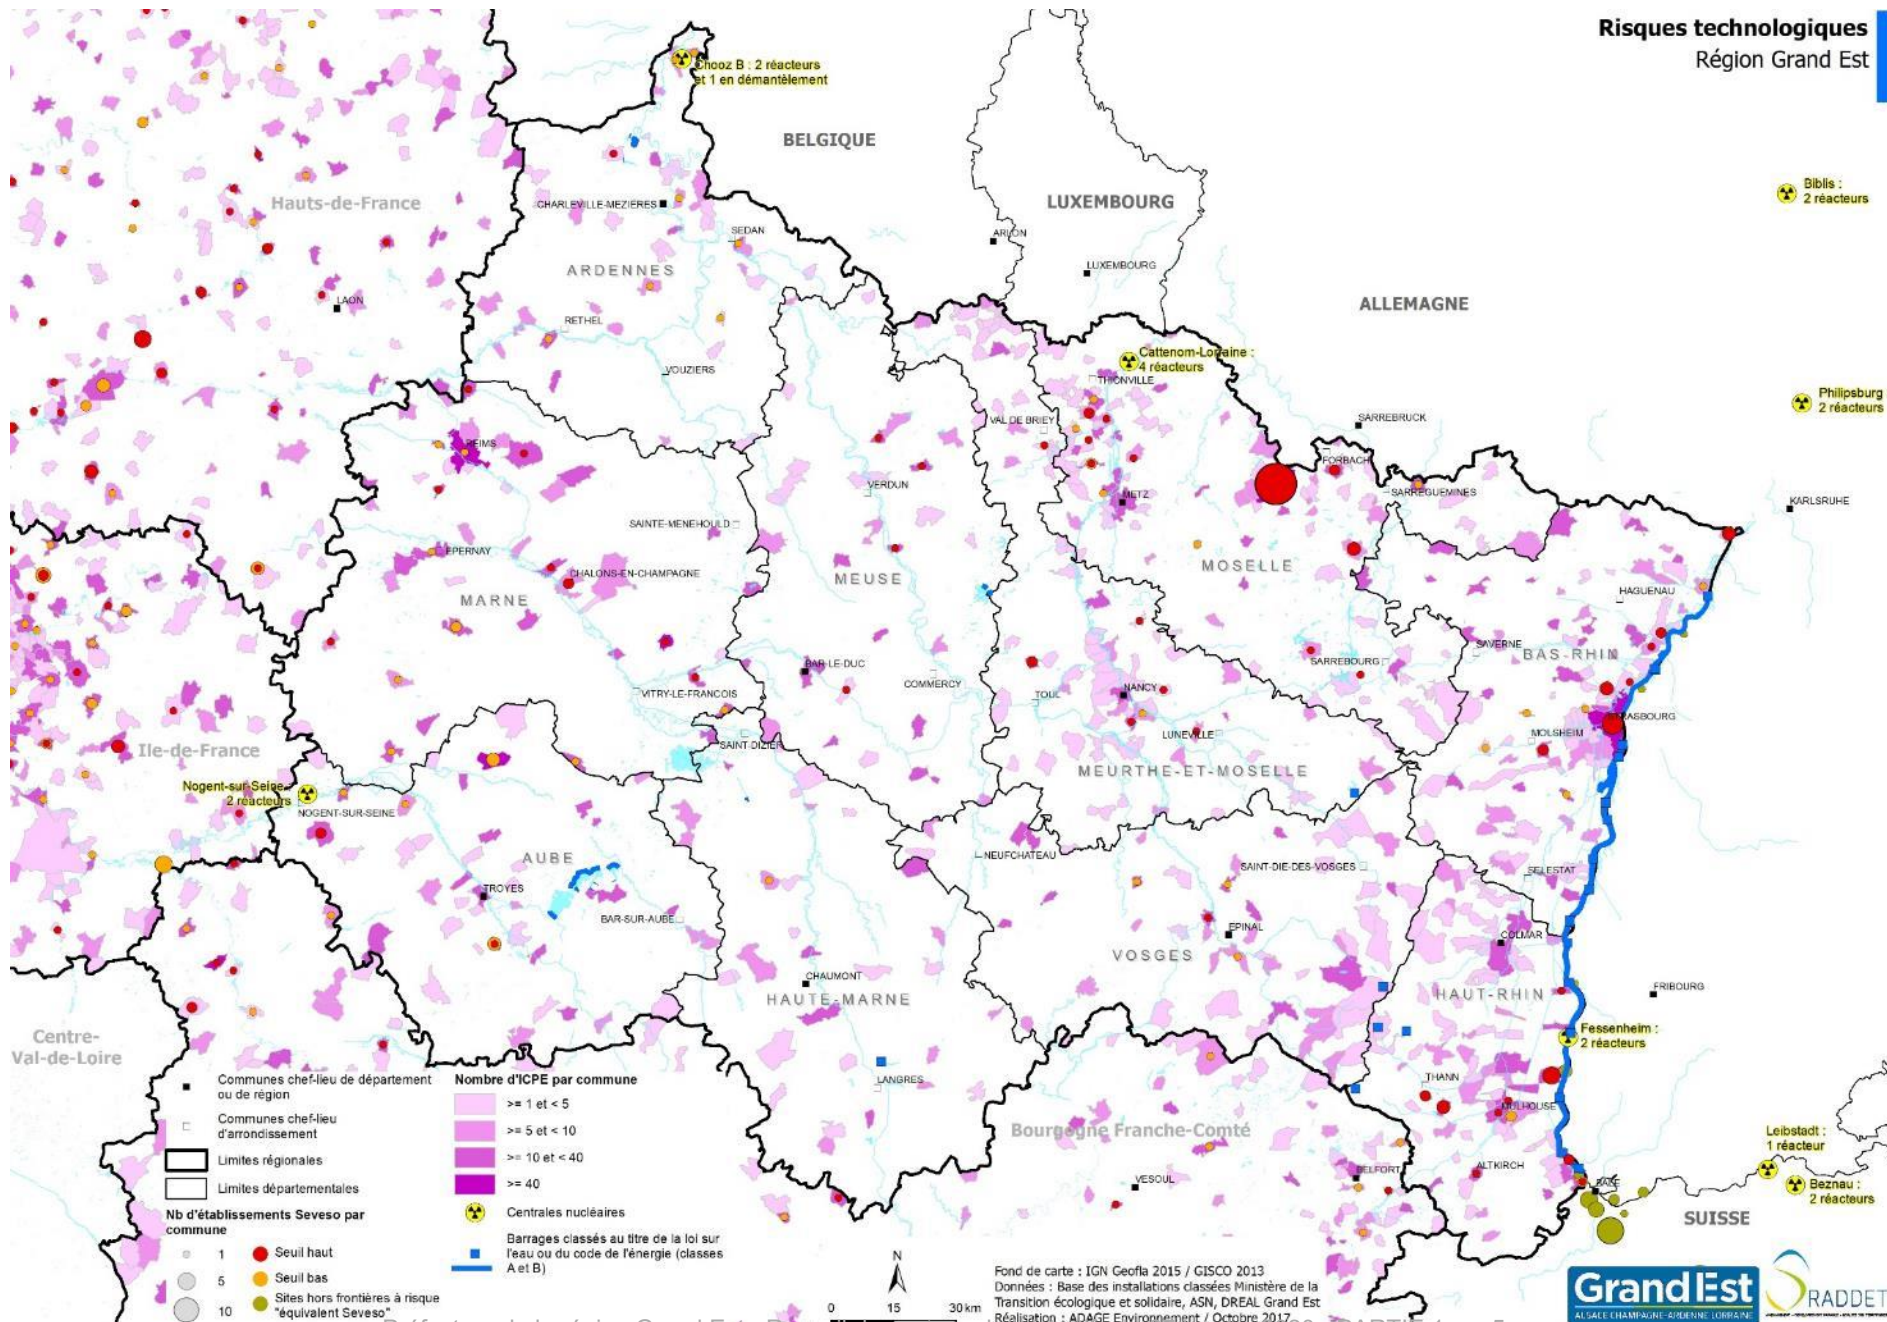 Risques technologiques
Région Grand Est
Chooz B : 2 réacteurs
et 1 en démantèlement
BELGIQUE
Biblis :
2 réacteurs
Hauts-de-France
CHARLEVILLE-MEZIERES
LUXEMBOURG
SEDAN
ARLON
ARDENNES
LUXEMBOURG
LAON
ALLEMAGNE
RETHEL
Cattenom-Lorraine :
4 réacteurs
VOUZIERS
THIONVILLE
Philipsburg
2 réacteurs
VAL DE BRIEY
SARREBRUCK
REIMS
FORBACH
VERDUN
METZ
SARREGUEMINES
KARLSRUHE
SAINTE-MENEHOULD
EPERNAY
CHALONS-EN-CHAMPAGNE
MEUSE
MOSELLE
MARNE
HAGUENAU
SAVERNE
BAS-RHIN
BAR-LE-DUC
SARREBOURG
COMMERCY
VITRY-LE-FRANCOIS
TOUL
NANCY
STRASBOURG
Ile-de-France
SAINT-DIZIER
LUNEVILLE
MOLSHEIM
MEURTHE-ET-MOSELLE
Nogent-sur-Seine :
2 réacteurs
NOGENT-SUR-SEINE
AUBE
NEUFCHATEAU
SAINT-DIE-DES-VOSGES
SELESTAT
TROYES
BAR-SUR-AUBE
EPINAL
COLMAR
VOSGES
CHAUMONT
HAUTE-MARNE
HAUT-RHIN
FRIBOURG
Centre-
Val-de-Loire
Fessenheim :
2 réacteurs
LANGRES
THANN
MULHOUSE
Bourgogne Franche-Comté
Leibstadt :
1 réacteur
VESOUL
BELFORT
ALTKIRCH
BALE
Beznau :
2 réacteurs
SUISSE
Communes chef-lieu de département
ou de région
Communes chef-lieu
d'arrondissement
Limites régionales
Limites départementales
Nb d'établissements Seveso par
commune
1
5
10
Seuil haut
Seuil bas
Sites hors frontières à risque
"équivalent Seveso"
Nombre d'ICPE par commune
>= 1 et < 5
>= 5 et < 10
>= 10 et < 40
>= 40
Centrales nucléaires
Barrages classés au titre de la loi sur
l'eau ou du code de l'énergie (classes
A et B)
N
0 15 30 km
Fond de carte : IGN Geofla 2015 / GISCO 2013
Données : Base des installations classées Ministère de la
Transition écologique et solidaire, ASN, DREAL Grand Est
Réalisation : ADAGE Environnement / Octobre 2017
Grand Est
ALSACE CHAMPAGNE-ARDENNE LORRAINE
SRADDET